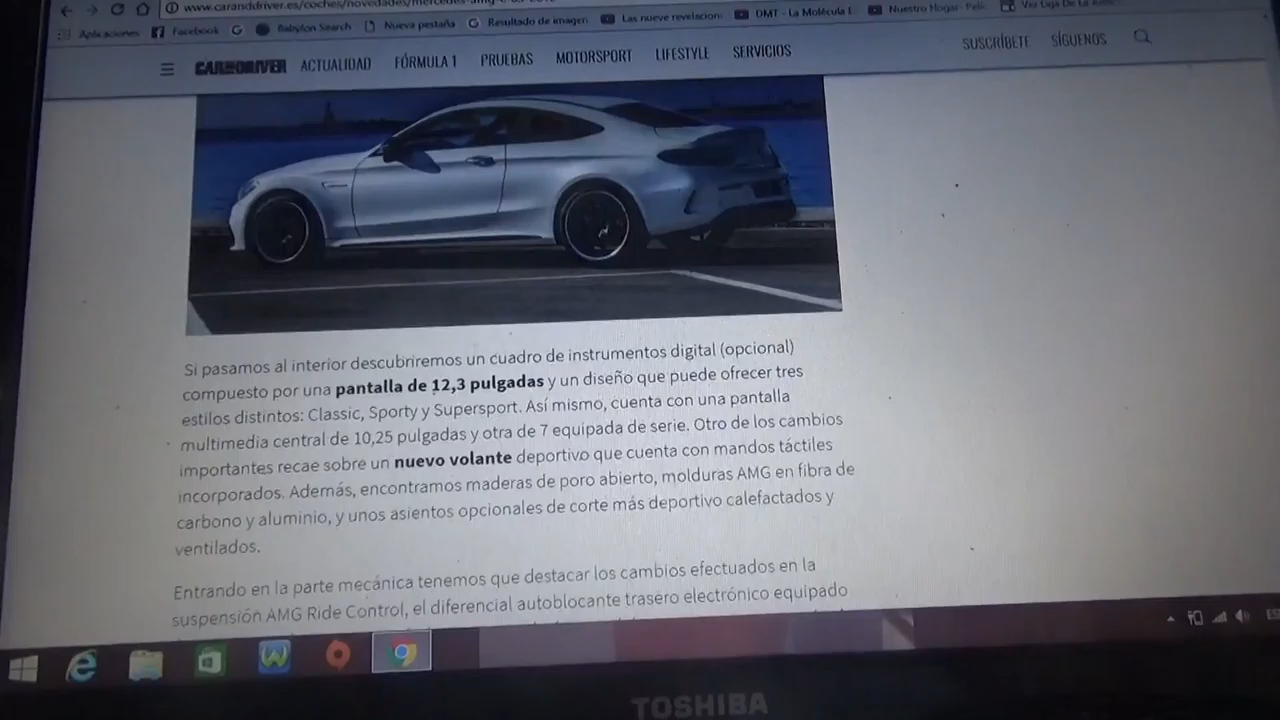 www.caranddriver.es/coches/novedades/mercedes-amg-c-63-2018
Aplicaciones Facebook Babylon Search Nueva pestaña Resultado de imagen Las nueve revelacion DMT - La Molécula Nuestro Hogar- Pelíc
CAR AND DRIVER ACTUALIDAD FÓRMULA 1 PRUEBAS MOTORSPORT LIFESTYLE SERVICIOS SUSCRÍBETE SÍGUENOS
Si pasamos al interior descubriremos un cuadro de instrumentos digital (opcional)
compuesto por una pantalla de 12,3 pulgadas y un diseño que puede ofrecer tres
estilos distintos: Classic, Sporty y Supersport. Así mismo, cuenta con una pantalla
multimedia central de 10,25 pulgadas y otra de 7 equipada de serie. Otro de los cambios
importantes recae sobre un nuevo volante deportivo que cuenta con mandos táctiles
incorporados. Además, encontramos maderas de poro abierto, molduras AMG en fibra de
carbono y aluminio, y unos asientos opcionales de corte más deportivo calefactados y
ventilados.
Entrando en la parte mecánica tenemos que destacar los cambios efectuados en la
suspensión AMG Ride Control, el diferencial autoblocante trasero electrónico equipado
TOSHIBA